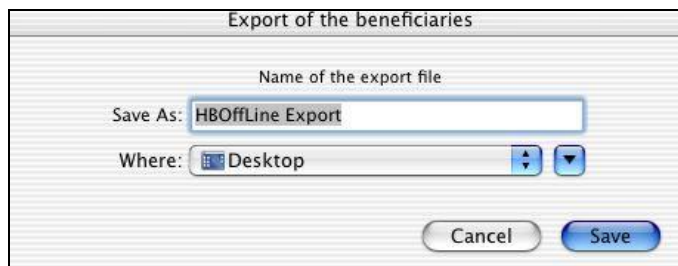 Export of the beneficiaries
Name of the export file
Save As: HBOffLine Export
Where: Desktop
Cancel Save